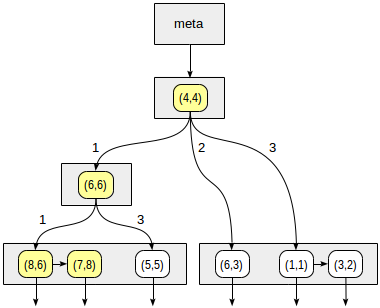 meta
(4,4)
1 2 3
(6,6)
1 3
(8,6) (7,8) (5,5) (6,3) (1,1) (3,2)